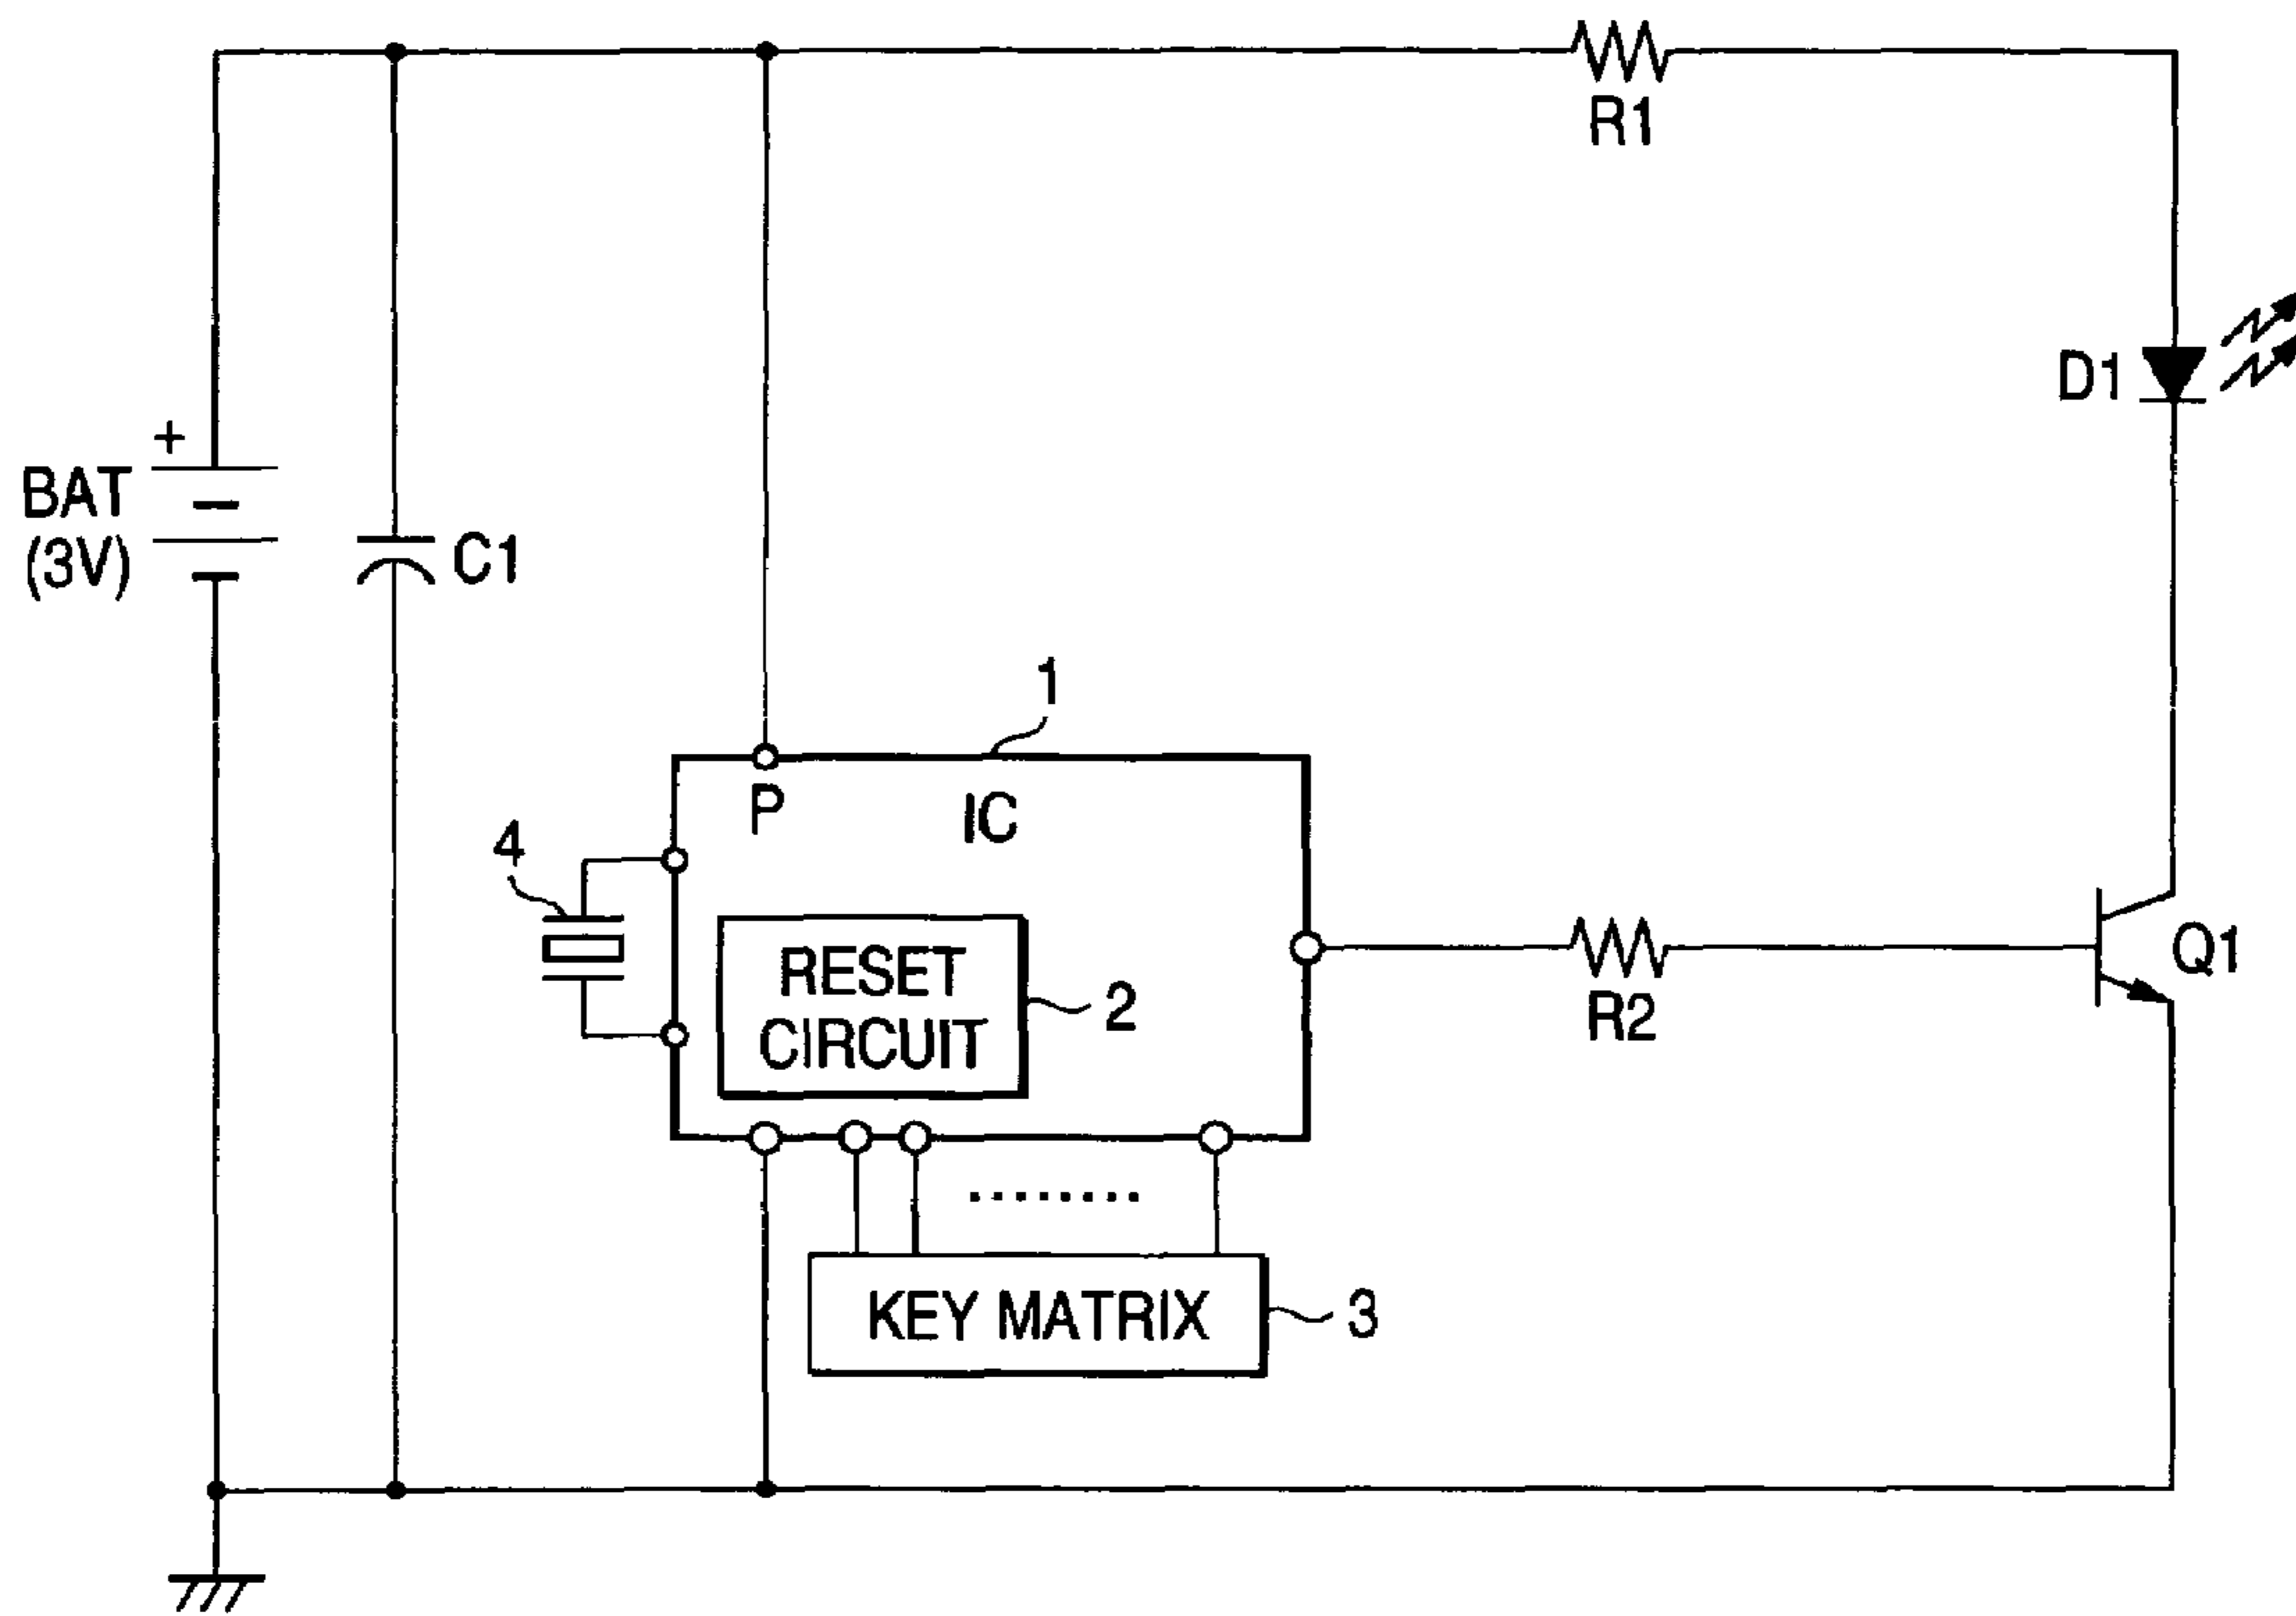 R1
D1
+
BAT
(3V)
C1
1
P
IC
4
RESET
CIRCUIT
2
R2
Q1
KEY MATRIX
3